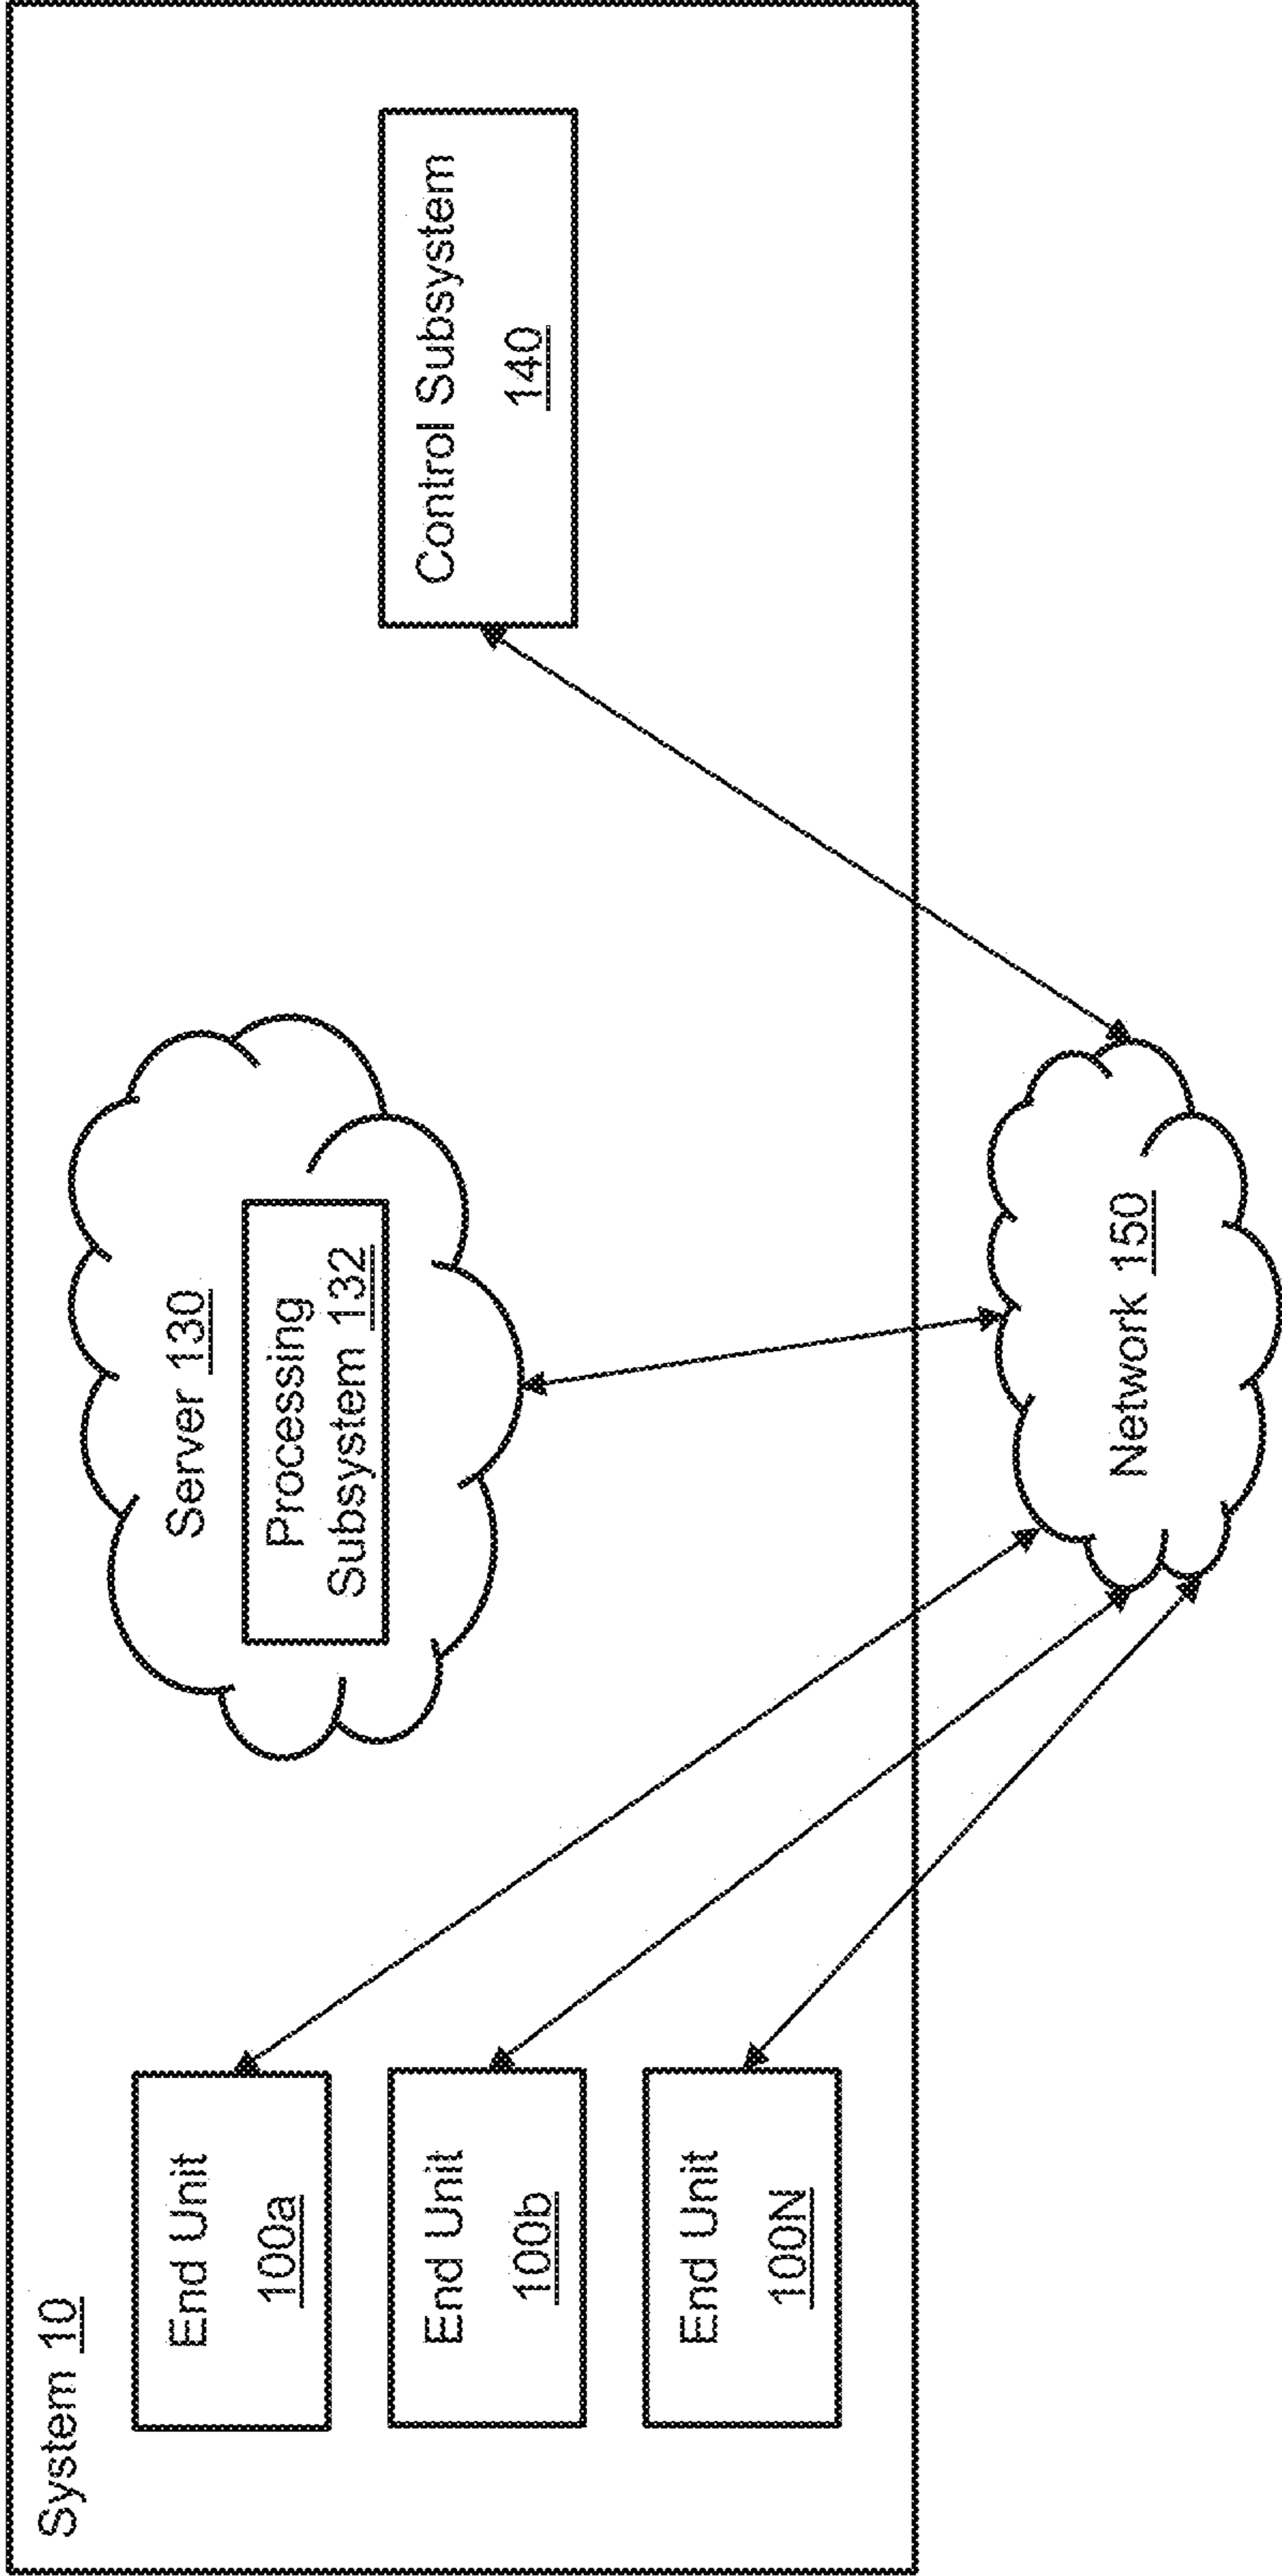 System 10
End Unit
100a
End Unit
100b
End Unit
100N
Server 130
Processing
Subsystem 132
Control Subsystem
140
Network 150